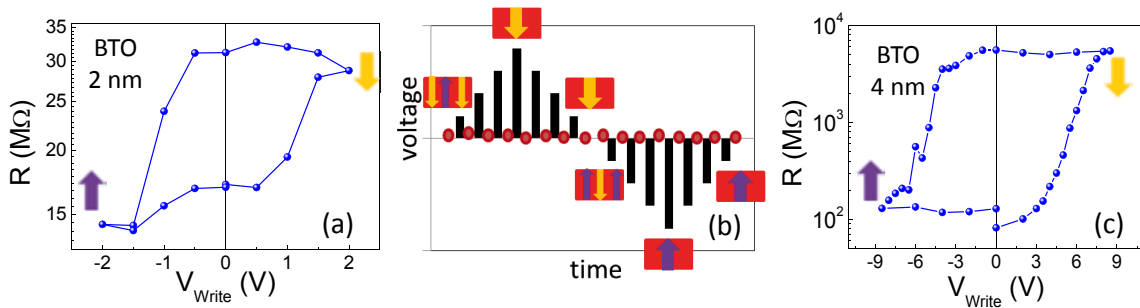 BTO
2 nm
R (MΩ)
35
30
25
20
15
-2
-1
0
1
2
V_Write (V)
(a)
voltage
time
(b)
BTO
4 nm
R (MΩ)
10^4
10^3
10^2
-9
-6
-3
0
3
6
9
V_Write (V)
(c)